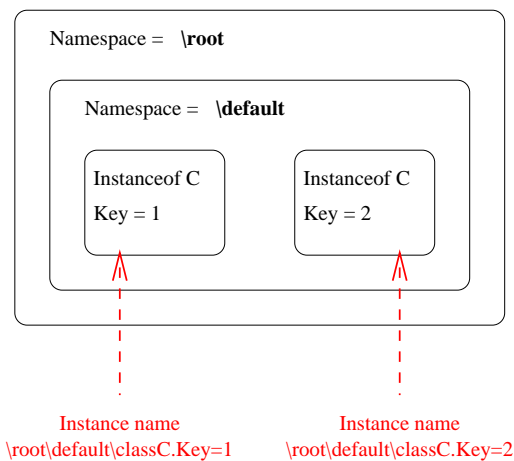 Namespace = \root
Namespace = \default
Instanceof C
Key = 1
Instanceof C
Key = 2
Instance name
\root\default\classC.Key=1
Instance name
\root\default\classC.Key=2